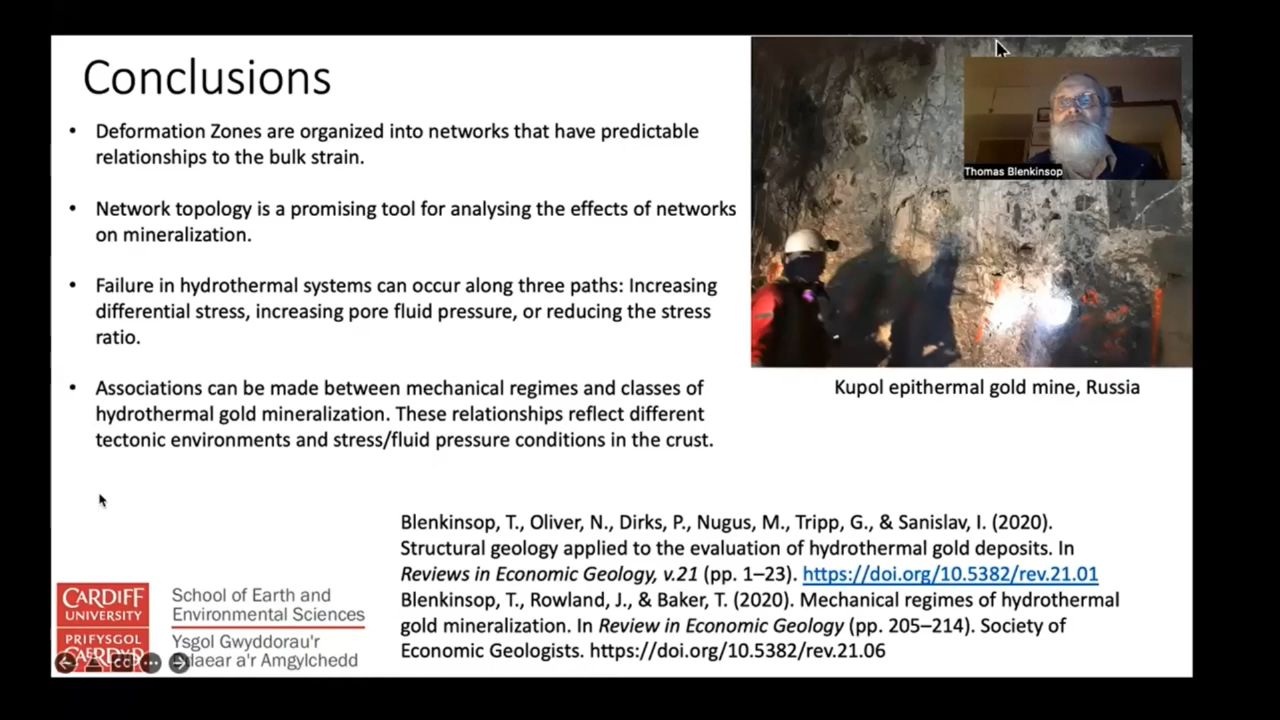 Conclusions
• Deformation Zones are organized into networks that have predictable
relationships to the bulk strain.
• Network topology is a promising tool for analysing the effects of networks
on mineralization.
• Failure in hydrothermal systems can occur along three paths: Increasing
differential stress, increasing pore fluid pressure, or reducing the stress
ratio.
• Associations can be made between mechanical regimes and classes of
hydrothermal gold mineralization. These relationships reflect different
tectonic environments and stress/fluid pressure conditions in the crust.
Thomas Blenkinsop
Kupol epithermal gold mine, Russia
Blenkinsop, T., Oliver, N., Dirks, P., Nugus, M., Tripp, G., & Sanislav, I. (2020).
Structural geology applied to the evaluation of hydrothermal gold deposits. In
Reviews in Economic Geology, v.21 (pp. 1–23). https://doi.org/10.5382/rev.21.01
Blenkinsop, T., Rowland, J., & Baker, T. (2020). Mechanical regimes of hydrothermal
gold mineralization. In Review in Economic Geology (pp. 205–214). Society of
Economic Geologists. https://doi.org/10.5382/rev.21.06
CARDIFF
UNIVERSITY
PRIFYSGOL
CAERDYD
School of Earth and
Environmental Sciences
Ysgol Gwyddorau'r
Ddaear a'r Amgylchedd